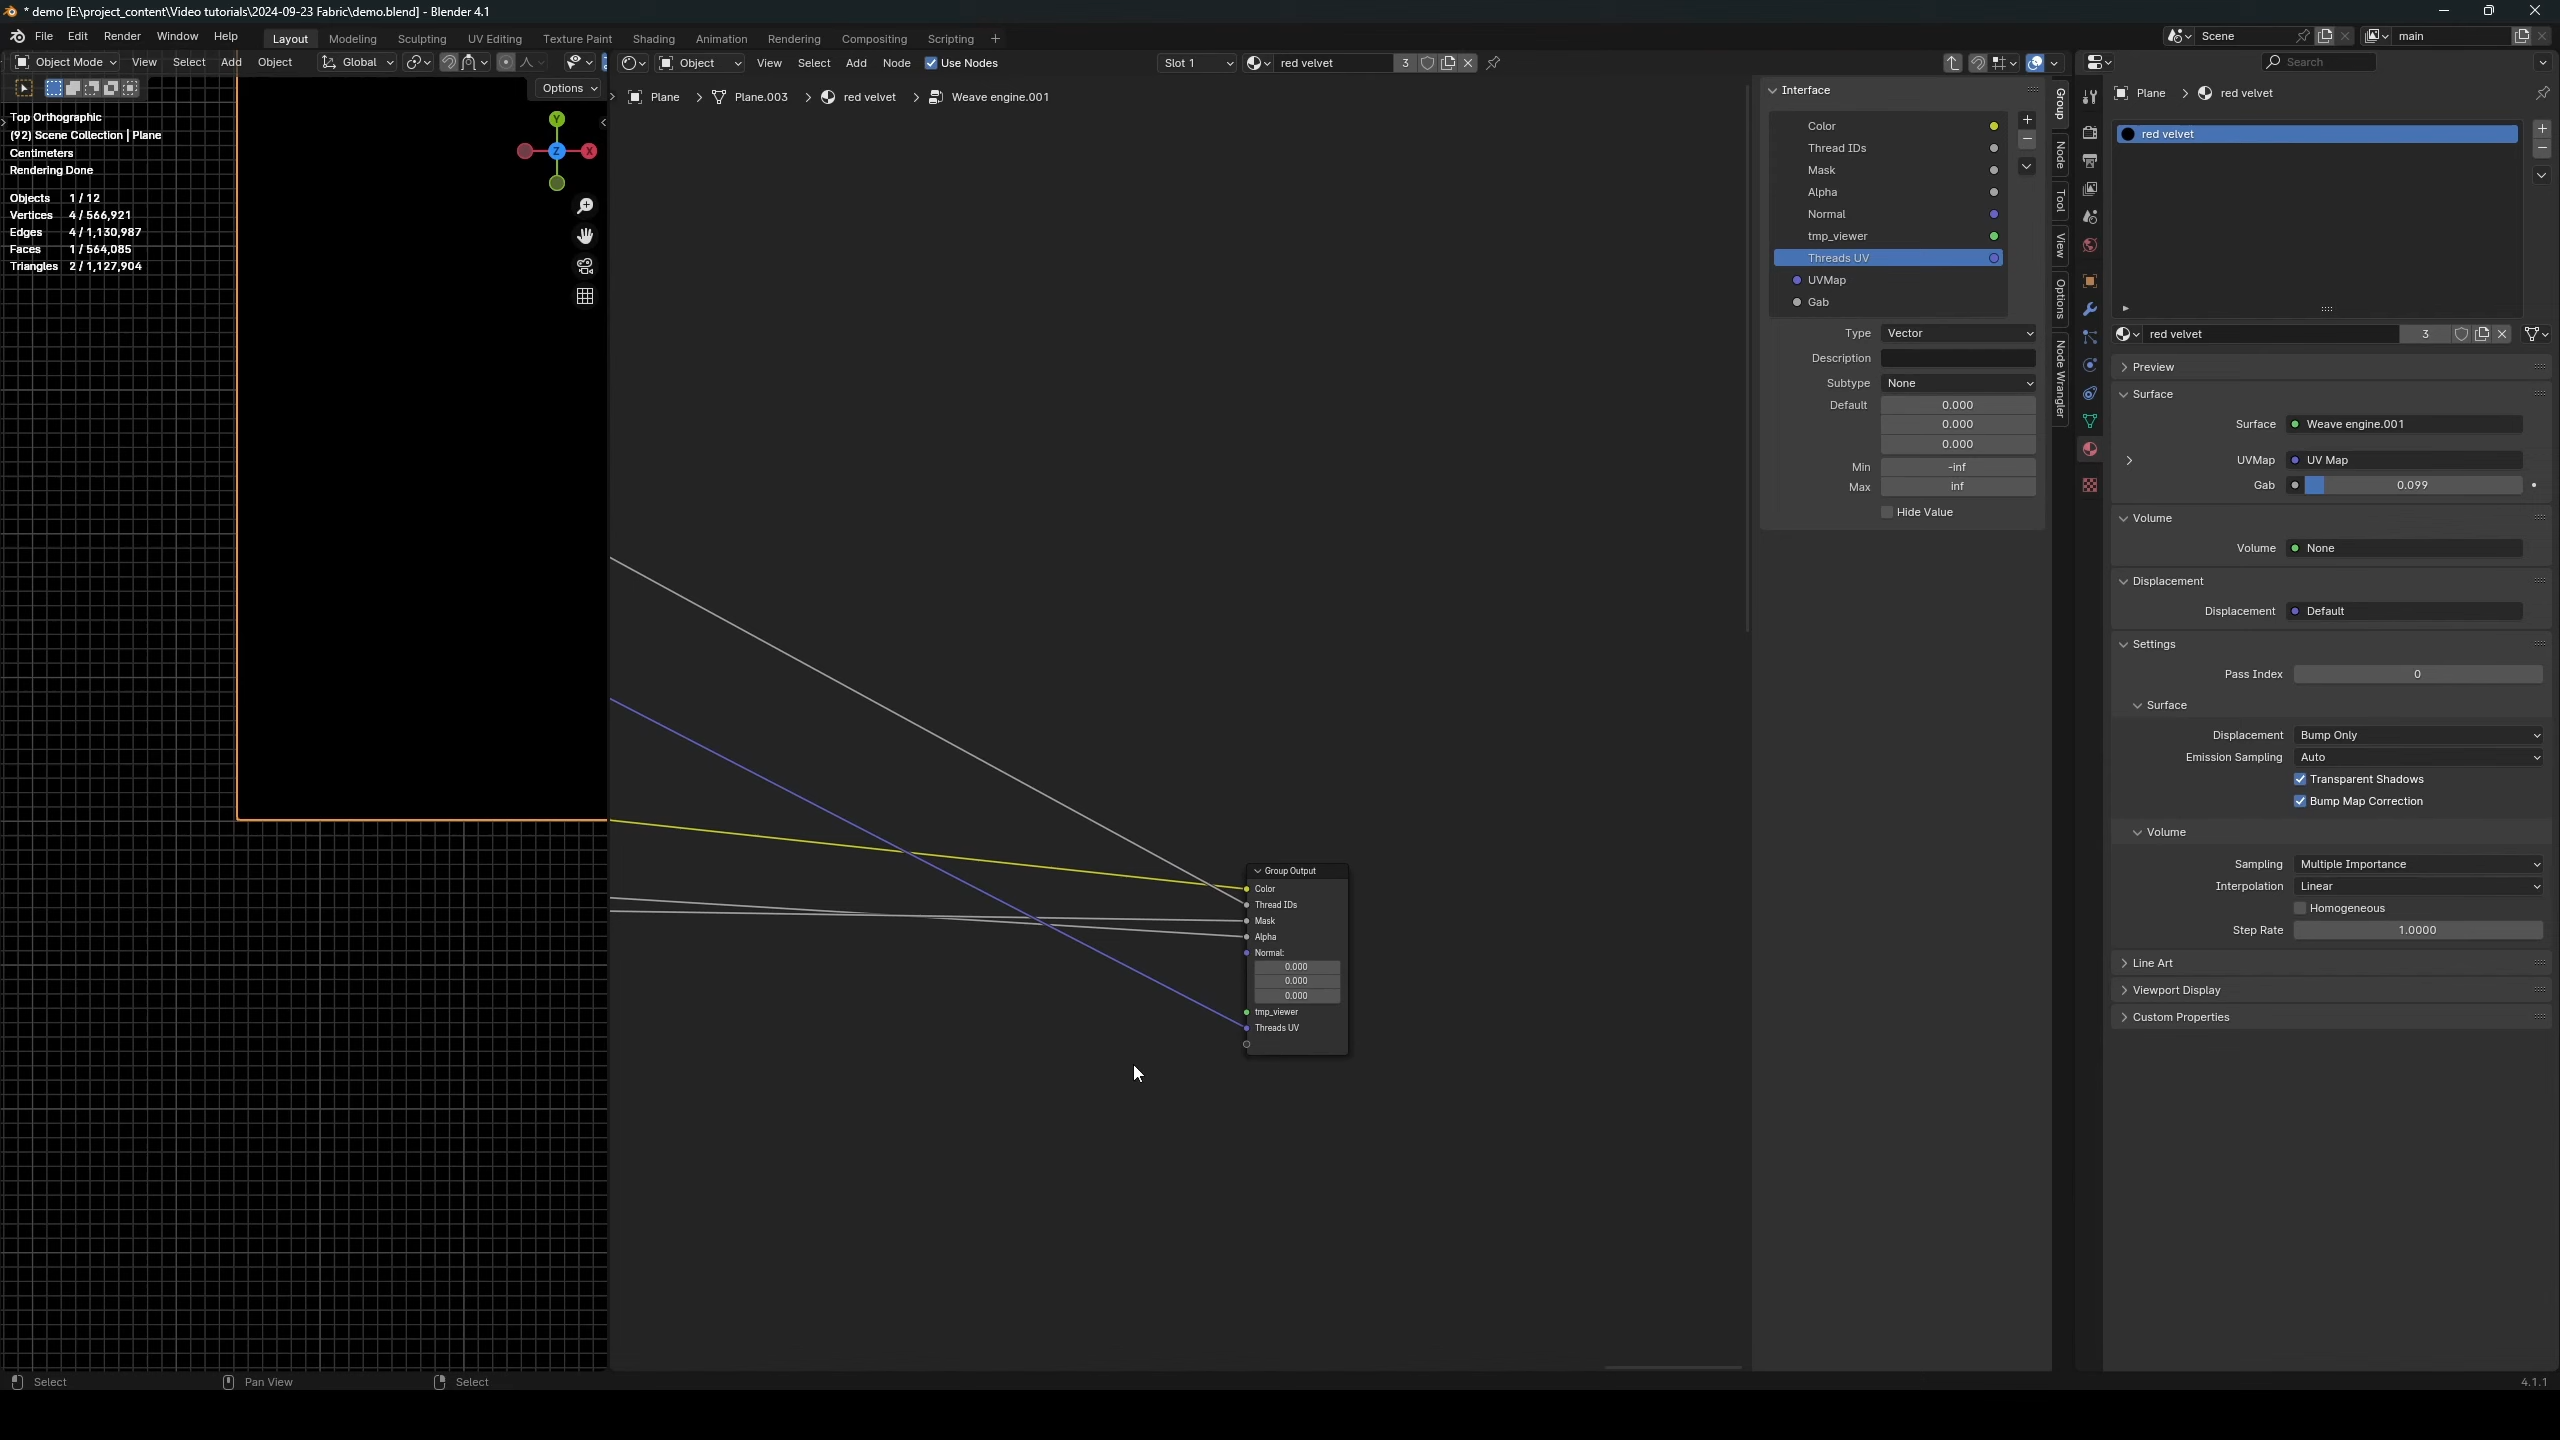 * demo [E:\project_content\Video tutorials\2024-09-23 Fabric\demo.blend] - Blender 4.1
File Edit Render Window Help Layout Modeling Sculpting UV Editing Texture Paint Shading Animation Rendering Compositing Scripting + Scene main
Object Mode View Select Add Object Global Object View Select Add Node Use Nodes Slot 1 red velvet 3 Search
Options
Plane > Plane.003 > red velvet > Weave engine.001
Plane > red velvet
Top Orthographic
(92) Scene Collection | Plane
Centimeters
Rendering Done
Objects 1 / 12
Vertices 4 / 566,921
Edges 4 / 1,130,987
Faces 1 / 564,085
Triangles 2 / 1,127,904
Y
Z
X
Group Output
Color
Thread IDs
Mask
Alpha
Normal:
0.000
0.000
0.000
tmp_viewer
Threads UV
Interface
Color
Thread IDs
Mask
Alpha
Normal
tmp_viewer
Threads UV
UVMap
Gab
Type Vector
Description
Subtype None
Default 0.000
0.000
0.000
Min -inf
Max inf
Hide Value
Group
Node
Tool
View
Options
Node Wrangler
red velvet
red velvet 3
Preview
Surface
Surface Weave engine.001
UVMap UV Map
Gab 0.099
Volume
Volume None
Displacement
Displacement Default
Settings
Pass Index 0
Surface
Displacement Bump Only
Emission Sampling Auto
Transparent Shadows
Bump Map Correction
Volume
Sampling Multiple Importance
Interpolation Linear
Homogeneous
Step Rate 1.0000
Line Art
Viewport Display
Custom Properties
Select Pan View Select 4.1.1